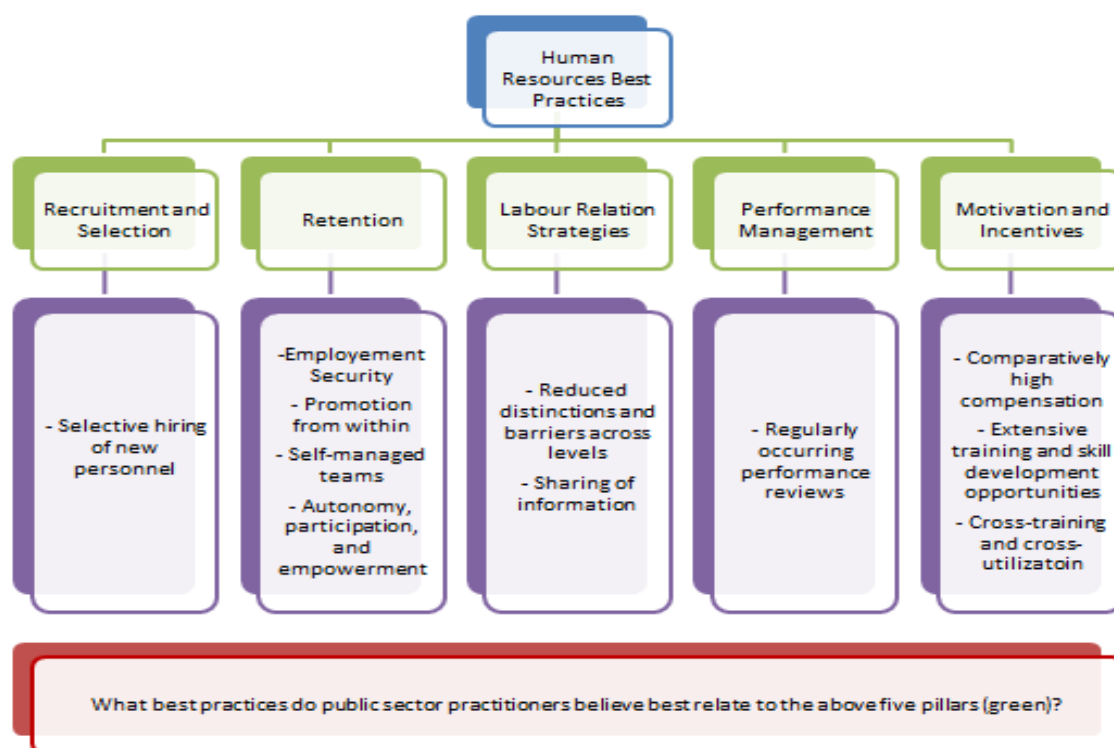 Human
Resources Best
Practices
Recruitment and
Selection
Retention
Labour Relation
Strategies
Performance
Management
Motivation and
Incentives
- Selective hiring
of new
personnel
-Employement
Security
- Promotion
from within
- Self-managed
teams
- Autonomy,
participation,
and
empowerment
- Reduced
distinctions and
barriers across
levels
- Sharing of
information
- Regularly
occurring
performance
reviews
- Comparatively
high
compensation
- Extensive
training and skill
development
opportunities
- Cross-training
and cross-
utilizatoin
What best practices do public sector practitioners believe best relate to the above five pillars (green)?